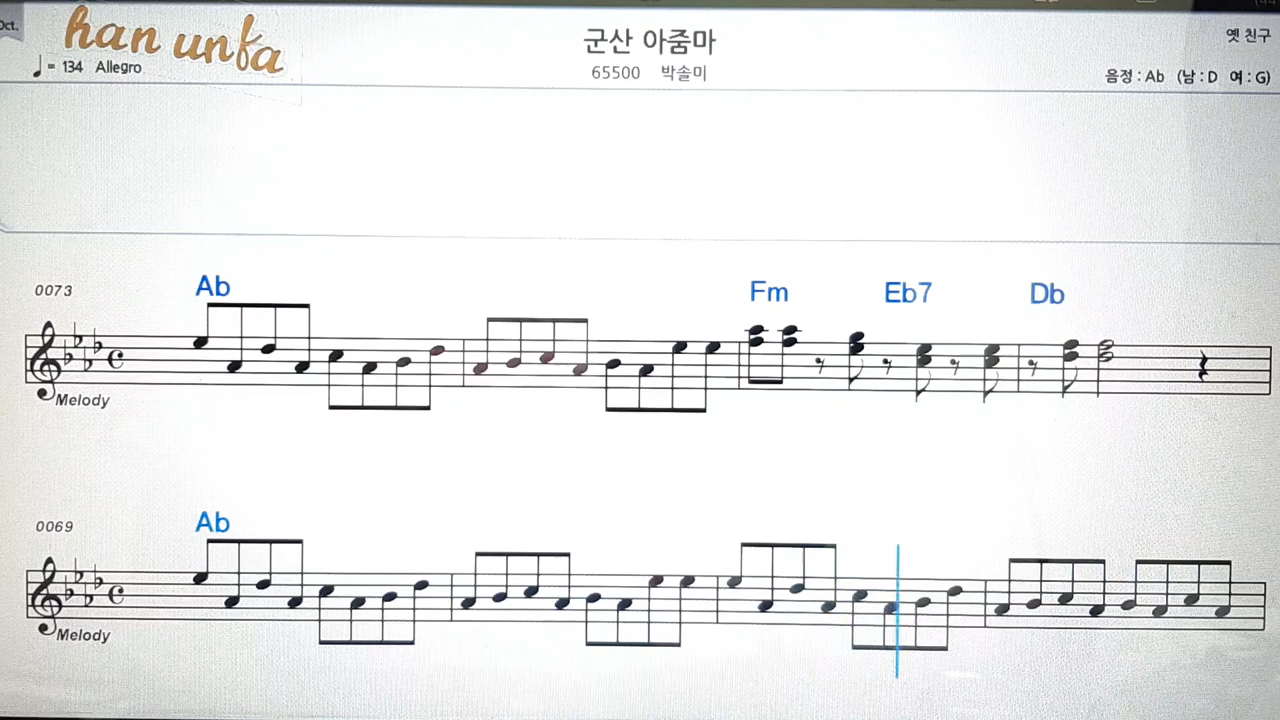 Oct.
han unfa
♩= 134 Allegro
군산 아줌마
65500 박솔미
옛 친구
음정 : Ab (남 : D 여 : G)
0073
Ab Fm Eb7 Db
Melody
0069
Ab
Melody